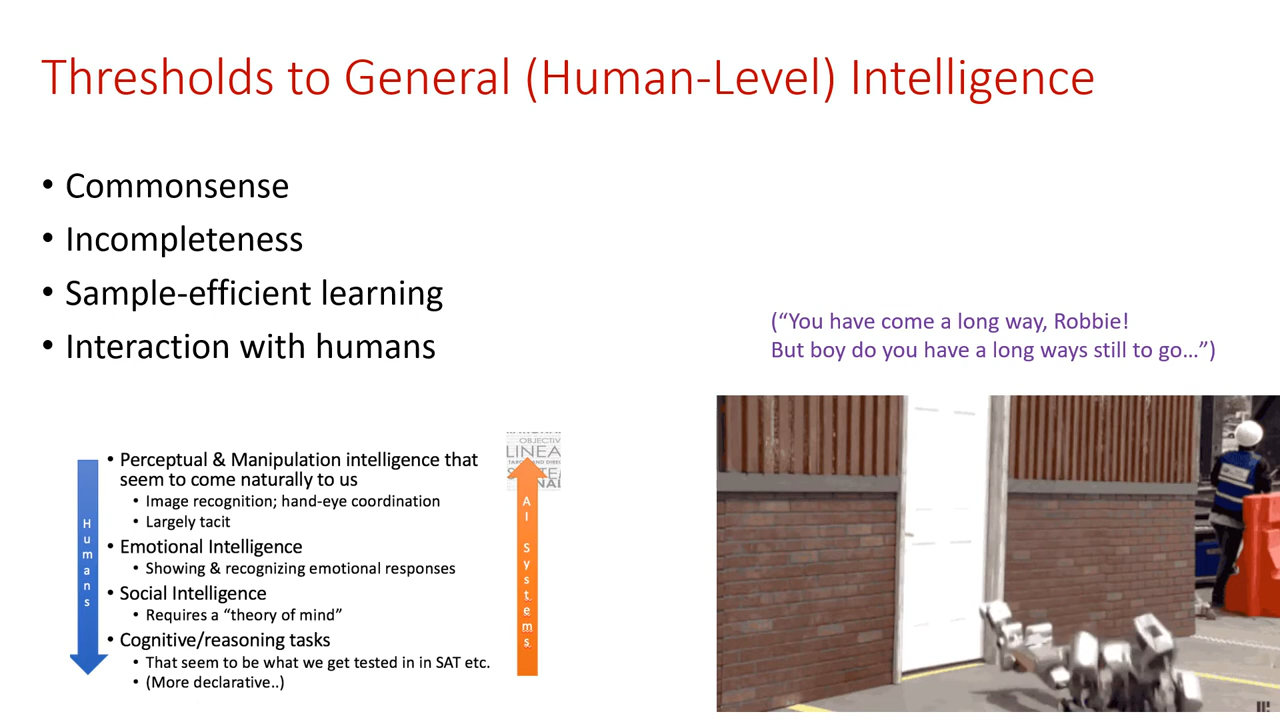 Thresholds to General (Human-Level) Intelligence
• Commonsense
• Incompleteness
• Sample-efficient learning
• Interaction with humans
(“You have come a long way, Robbie!
But boy do you have a long ways still to go…”)
Humans
• Perceptual & Manipulation intelligence that
seem to come naturally to us
• Image recognition; hand-eye coordination
• Largely tacit
• Emotional Intelligence
• Showing & recognizing emotional responses
• Social Intelligence
• Requires a “theory of mind”
• Cognitive/reasoning tasks
• That seem to be what we get tested in in SAT etc.
• (More declarative..)
OBJECTIV
LINEA
AI Systems